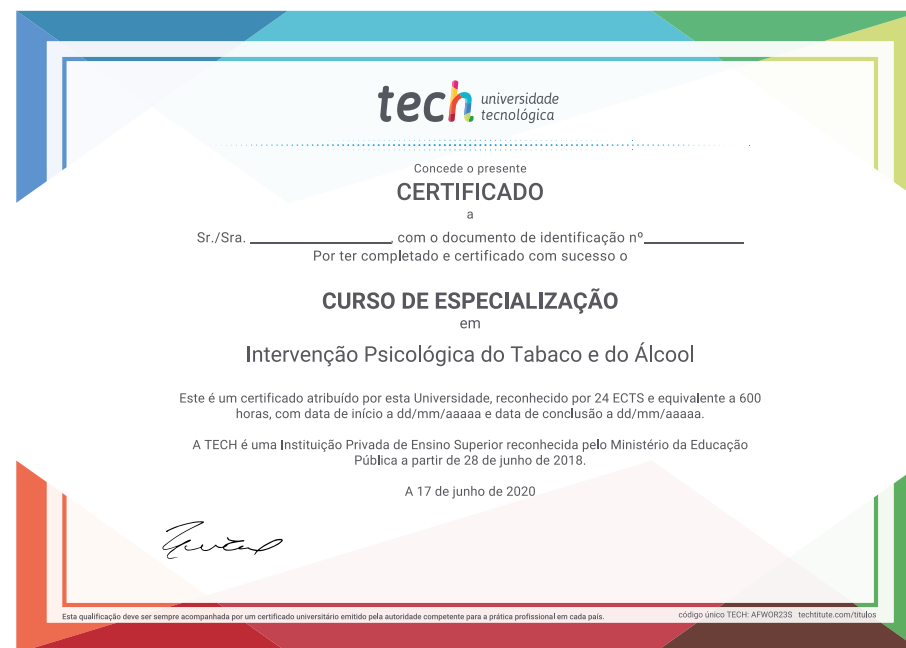 tech universidade
tecnológica
Concede o presente
CERTIFICADO
a
Sr./Sra. ____________________, com o documento de identificação nº______________
Por ter completado e certificado com sucesso o
CURSO DE ESPECIALIZAÇÃO
em
Intervenção Psicológica do Tabaco e do Álcool
Este é um certificado atribuído por esta Universidade, reconhecido por 24 ECTS e equivalente a 600
horas, com data de início a dd/mm/aaaaa e data de conclusão a dd/mm/aaaaa.
A TECH é uma Instituição Privada de Ensino Superior reconhecida pelo Ministério da Educação
Pública a partir de 28 de junho de 2018.
A 17 de junho de 2020
Esta qualificação deve ser sempre acompanhada por um certificado universitário emitido pela autoridade competente para a prática profissional em cada país.
código único TECH: AFWOR23S techtitute.com/titulos